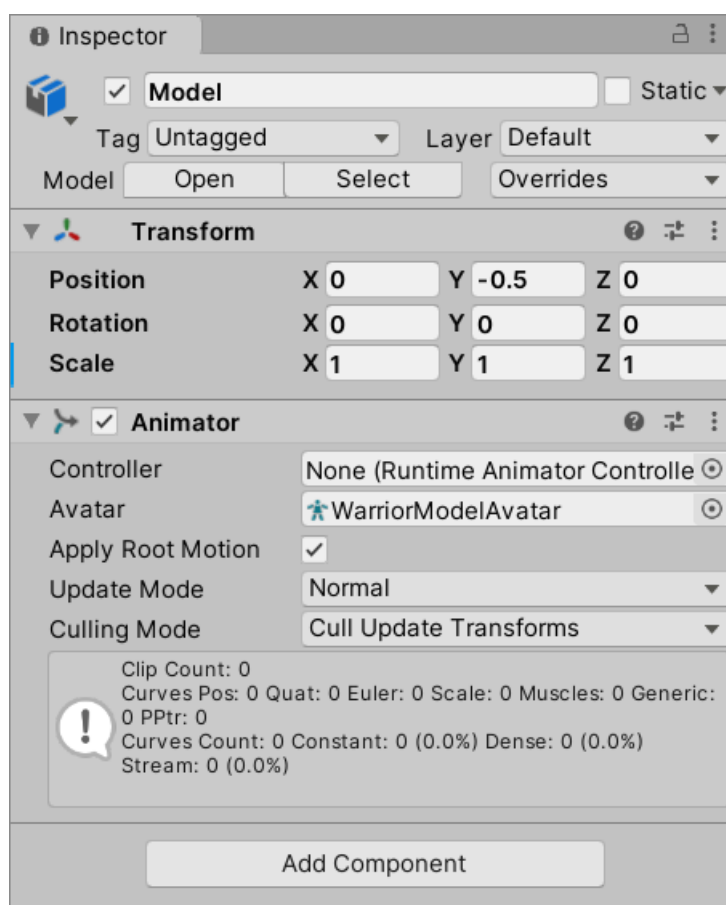 Inspector
Model Static
Tag Untagged Layer Default
Model Open Select Overrides
Transform
Position X 0 Y -0.5 Z 0
Rotation X 0 Y 0 Z 0
Scale X 1 Y 1 Z 1
Animator
Controller None (Runtime Animator Controlle
Avatar WarriorModelAvatar
Apply Root Motion
Update Mode Normal
Culling Mode Cull Update Transforms
Clip Count: 0
Curves Pos: 0 Quat: 0 Euler: 0 Scale: 0 Muscles: 0 Generic:
0 PPtr: 0
Curves Count: 0 Constant: 0 (0.0%) Dense: 0 (0.0%)
Stream: 0 (0.0%)
Add Component